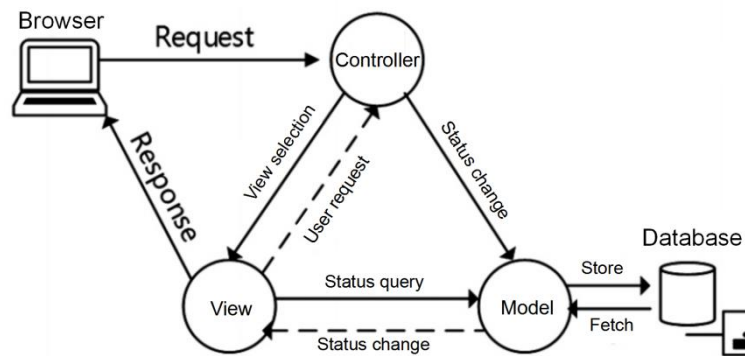 Browser
Request
Controller
Response
View selection
User request
Status change
Database
View
Status query
Model
Store
Fetch
Status change